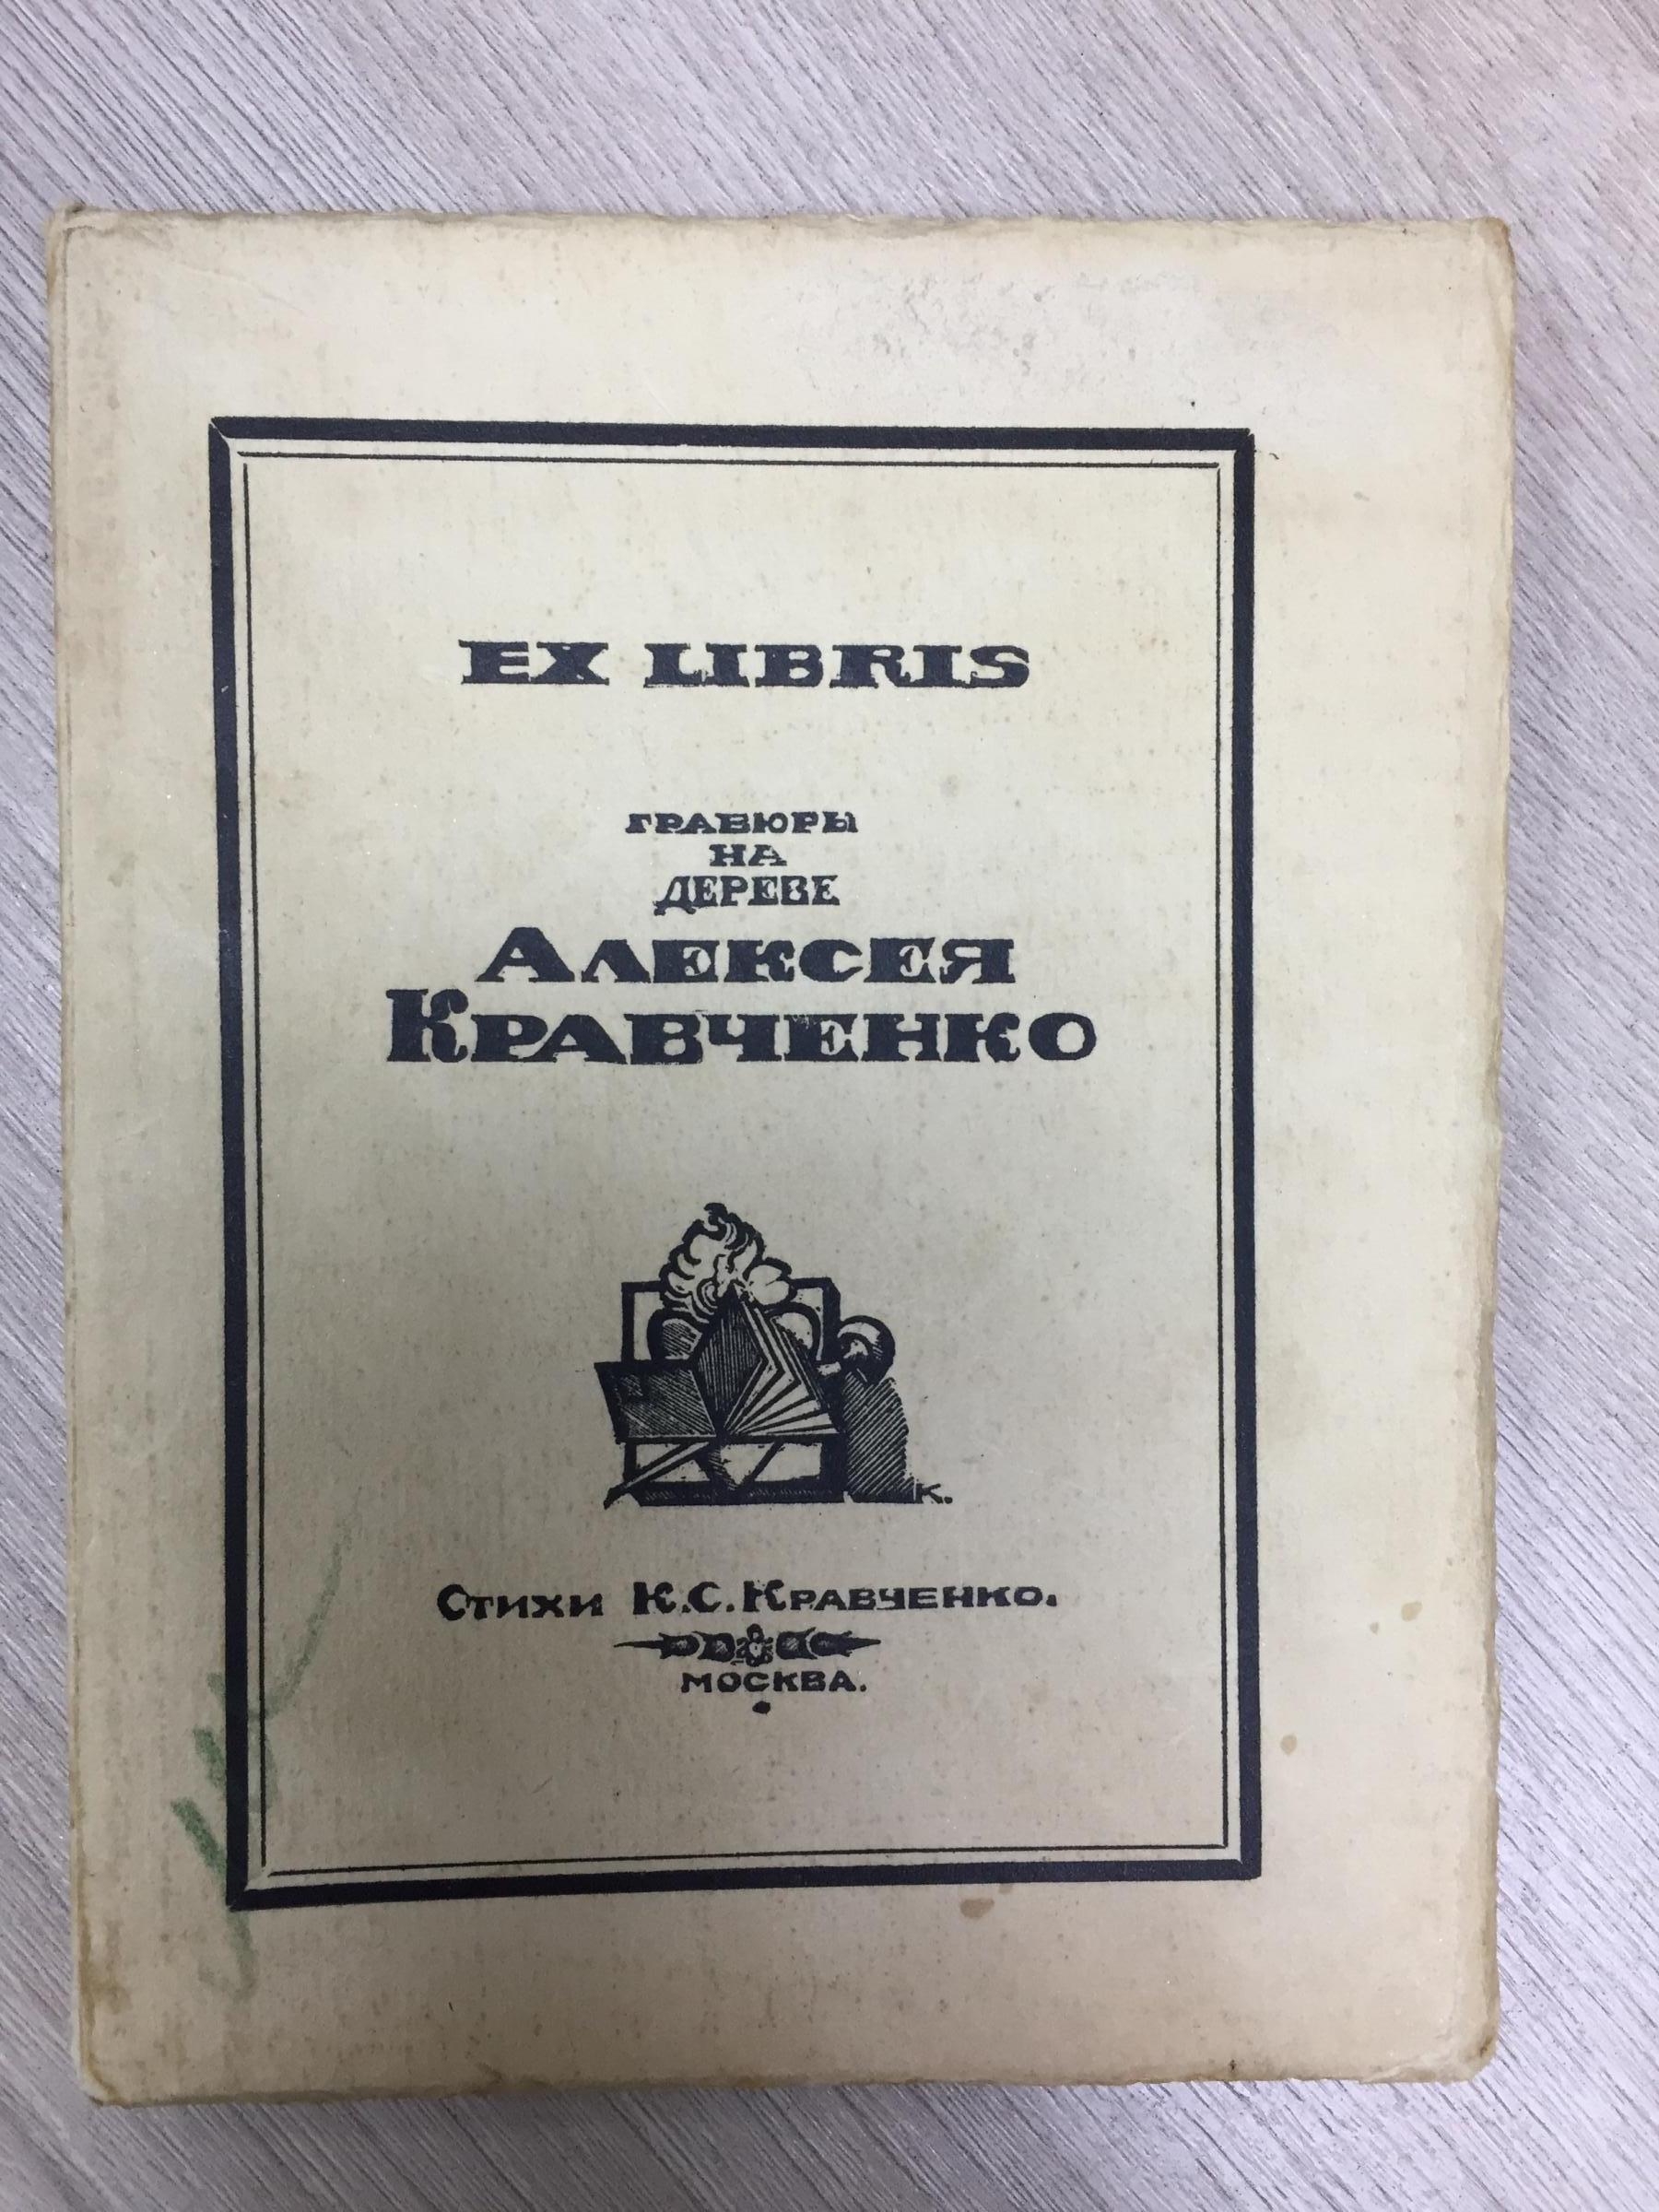 EX LIBRIS
ГРАВЮРЫ
НА
ДЕРЕВЕ
АЛЕКСЕЯ
КРАВЧЕНКО
К.
СТИХИ К.С.КРАВЧЕНКО.
МОСКВА.